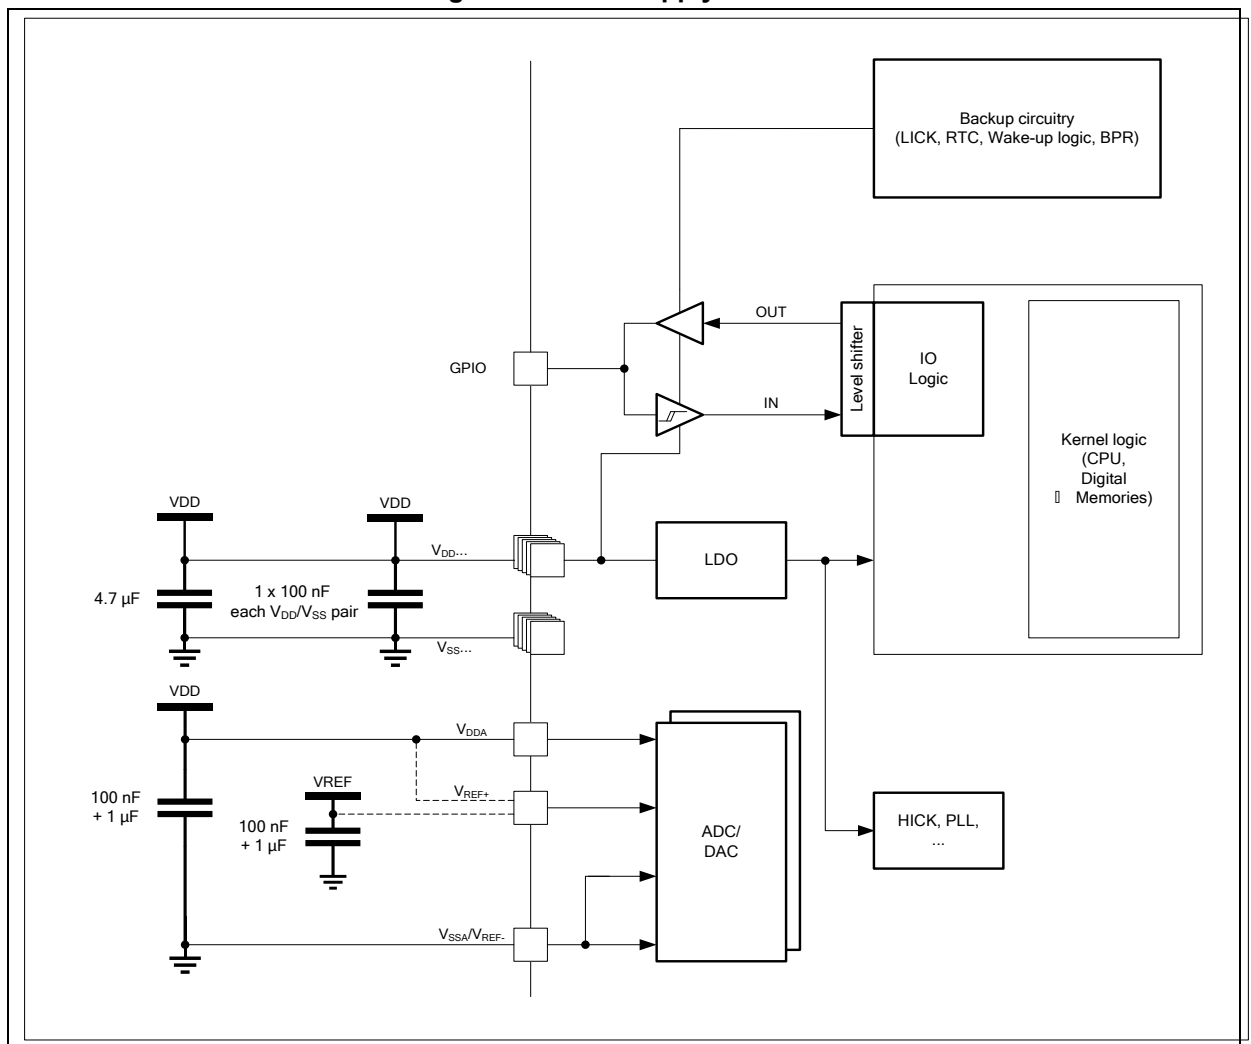 Backup circuitry
(LICK, RTC, Wake-up logic, BPR)
OUT
Level shifter
IO
Logic
GPIO
IN
Kernel logic
(CPU,
Digital
Memories)
VDD
VDD
VDD...
LDO
4.7 µF
1 x 100 nF
each VDD/VSS pair
VSS...
VDD
VDDA
VREF
VREF+
100 nF
+ 1 µF
100 nF
+ 1 µF
ADC/
DAC
HICK, PLL,
...
VSSA/VREF-